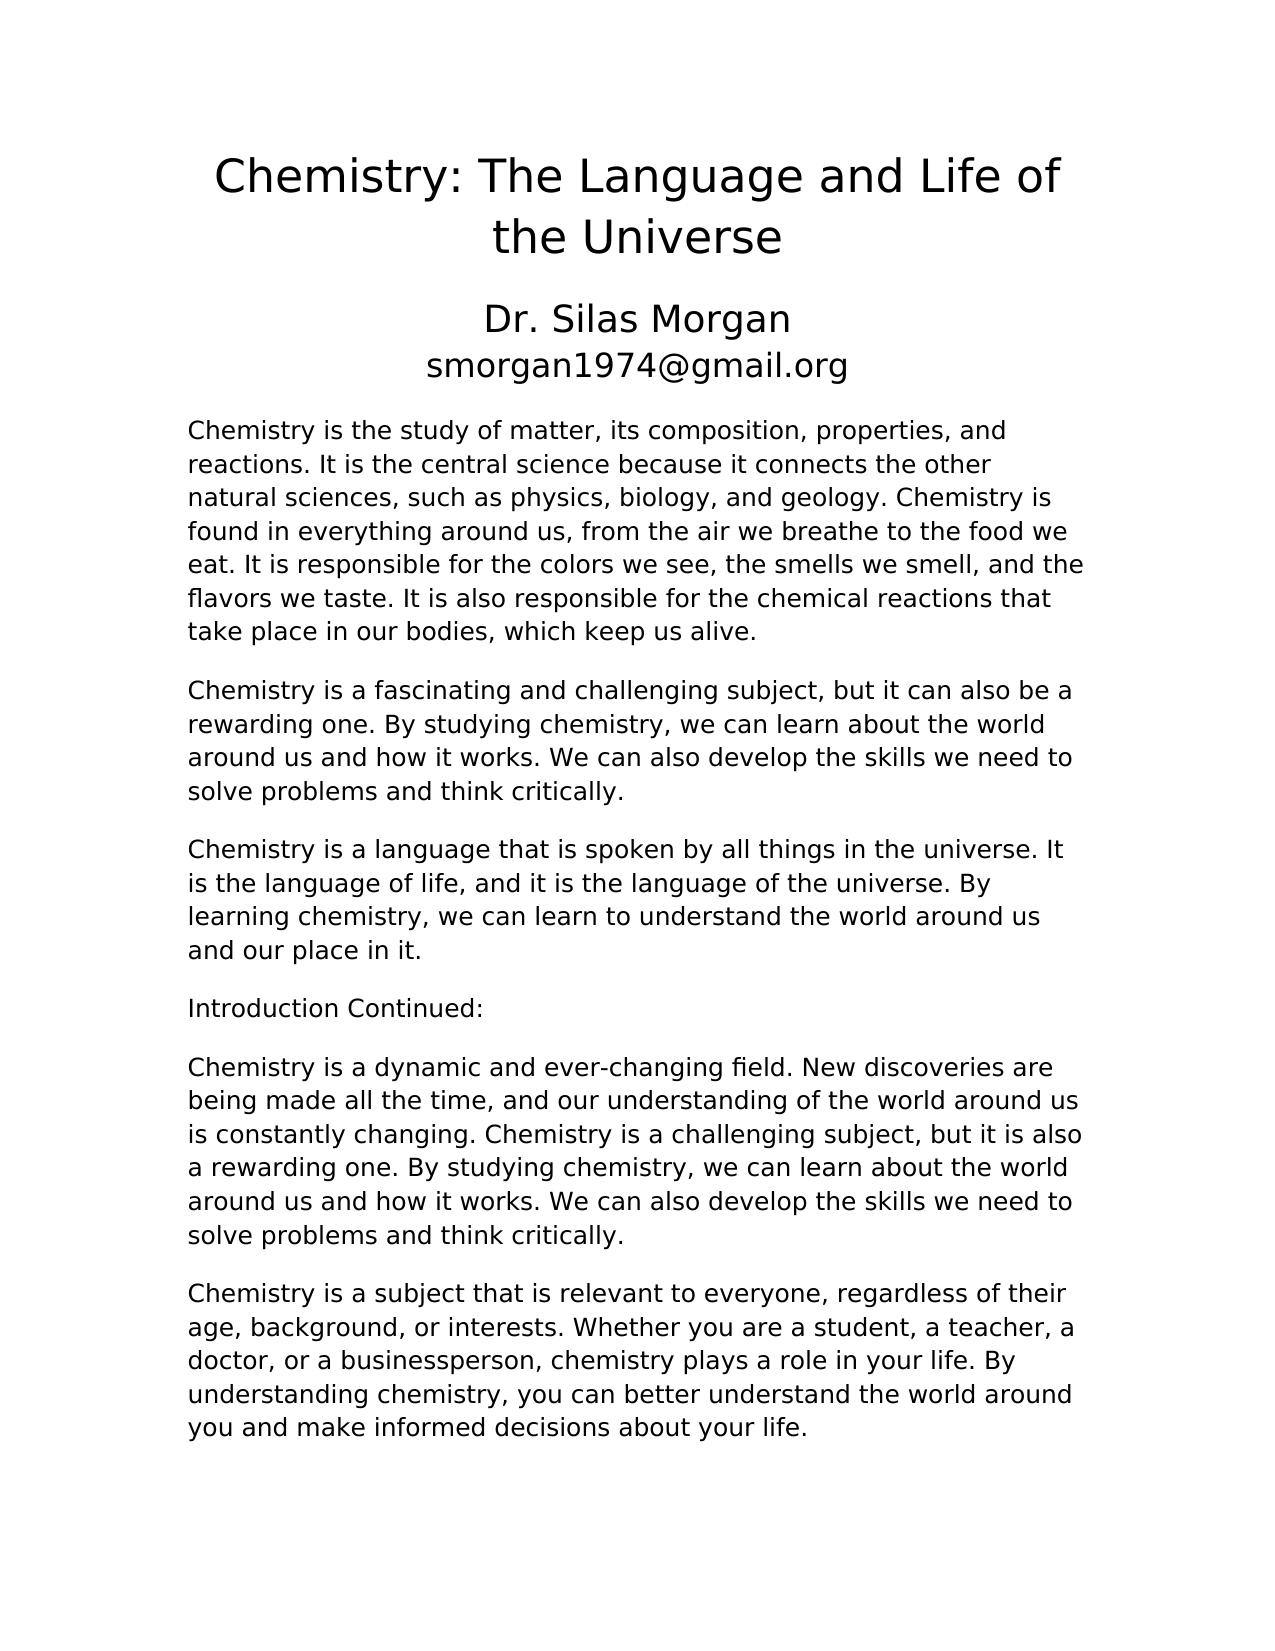 Chemistry: The Language and Life of
the Universe
Dr. Silas Morgan
smorgan1974@gmail.org
Chemistry is the study of matter, its composition, properties, and
reactions. It is the central science because it connects the other
natural sciences, such as physics, biology, and geology. Chemistry is
found in everything around us, from the air we breathe to the food we
eat. It is responsible for the colors we see, the smells we smell, and the
flavors we taste. It is also responsible for the chemical reactions that
take place in our bodies, which keep us alive.
Chemistry is a fascinating and challenging subject, but it can also be a
rewarding one. By studying chemistry, we can learn about the world
around us and how it works. We can also develop the skills we need to
solve problems and think critically.
Chemistry is a language that is spoken by all things in the universe. It
is the language of life, and it is the language of the universe. By
learning chemistry, we can learn to understand the world around us
and our place in it.
Introduction Continued:
Chemistry is a dynamic and ever-changing field. New discoveries are
being made all the time, and our understanding of the world around us
is constantly changing. Chemistry is a challenging subject, but it is also
a rewarding one. By studying chemistry, we can learn about the world
around us and how it works. We can also develop the skills we need to
solve problems and think critically.
Chemistry is a subject that is relevant to everyone, regardless of their
age, background, or interests. Whether you are a student, a teacher, a
doctor, or a businessperson, chemistry plays a role in your life. By
understanding chemistry, you can better understand the world around
you and make informed decisions about your life.